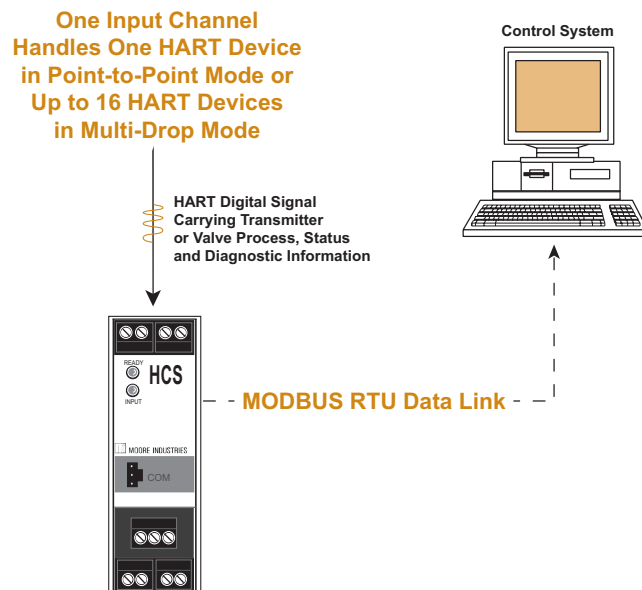 One Input Channel
Handles One HART Device
in Point-to-Point Mode or
Up to 16 HART Devices
in Multi-Drop Mode
Control System
HART Digital Signal
Carrying Transmitter
or Valve Process, Status
and Diagnostic Information
READY
HCS
INPUT
MODBUS RTU Data Link
MOORE INDUSTRIES
COM